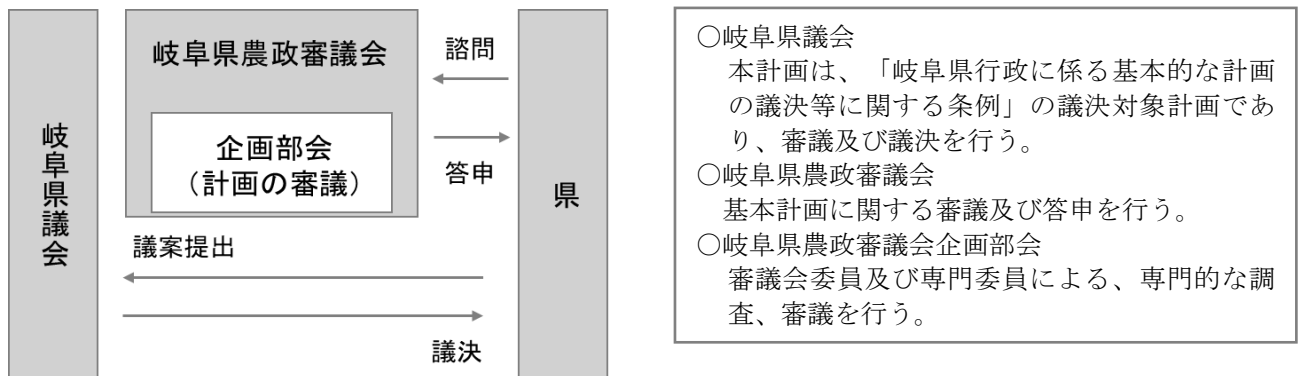 岐阜県議会
岐阜県農政審議会
企画部会
（計画の審議）
諮問
答申
県
議案提出
議決
○岐阜県議会
本計画は、「岐阜県行政に係る基本的な計画
の議決等に関する条例」の議決対象計画であ
り、審議及び議決を行う。
○岐阜県農政審議会
基本計画に関する審議及び答申を行う。
○岐阜県農政審議会企画部会
審議会委員及び専門委員による、専門的な調
査、審議を行う。